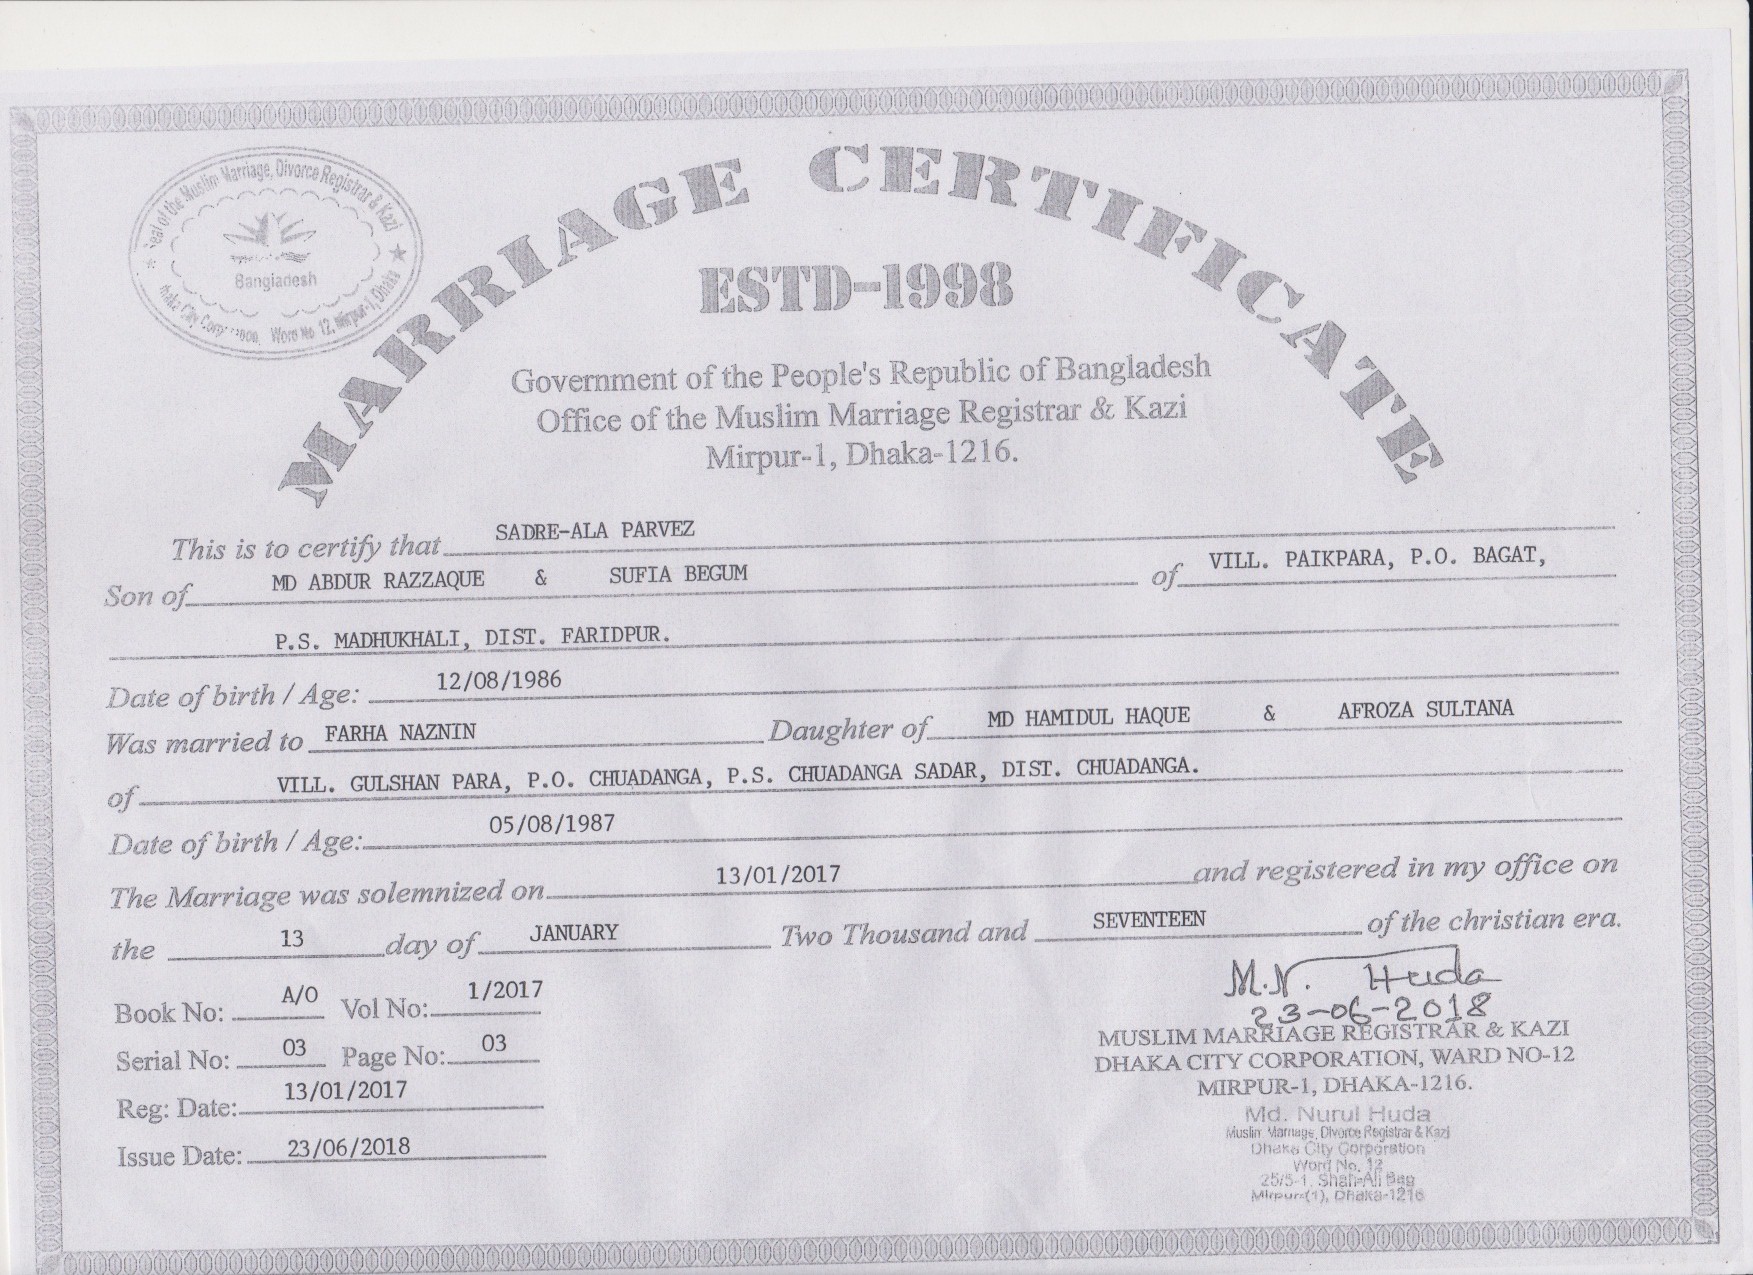 Seal of the Muslim Marriage, Divorce Registrar & Kazi
Bangladesh
Dhaka City Corporation, Word No 12, Mirpur-1, Dhaka
MARRIAGE CERTIFICATE
ESTD-1998
Government of the People's Republic of Bangladesh
Office of the Muslim Marriage Registrar & Kazi
Mirpur-1, Dhaka-1216.
This is to certify that SADRE-ALA PARVEZ
Son of MD ABDUR RAZZAQUE & SUFIA BEGUM of VILL. PAIKPARA, P.O. BAGAT,
P.S. MADHUKHALI, DIST. FARIDPUR.
Date of birth / Age: 12/08/1986
Was married to FARHA NAZNIN Daughter of MD HAMIDUL HAQUE & AFROZA SULTANA
of VILL. GULSHAN PARA, P.O. CHUADANGA, P.S. CHUADANGA SADAR, DIST. CHUADANGA.
Date of birth / Age: 05/08/1987
The Marriage was solemnized on 13/01/2017 and registered in my office on
the 13 day of JANUARY Two Thousand and SEVENTEEN of the christian era.
Book No: A/O Vol No: 1/2017
Serial No: 03 Page No: 03
Reg: Date: 13/01/2017
Issue Date: 23/06/2018
M.N. Huda
23-06-2018
MUSLIM MARRIAGE REGISTRAR & KAZI
DHAKA CITY CORPORATION, WARD NO-12
MIRPUR-1, DHAKA-1216.
Md. Nurul Huda
Muslim Marriage, Divorce Registrar & Kazi
Dhaka City Corporation
Word No. 12
25/5-1, Shah-Ali Bag
Mirpur-(1), Dhaka-1216